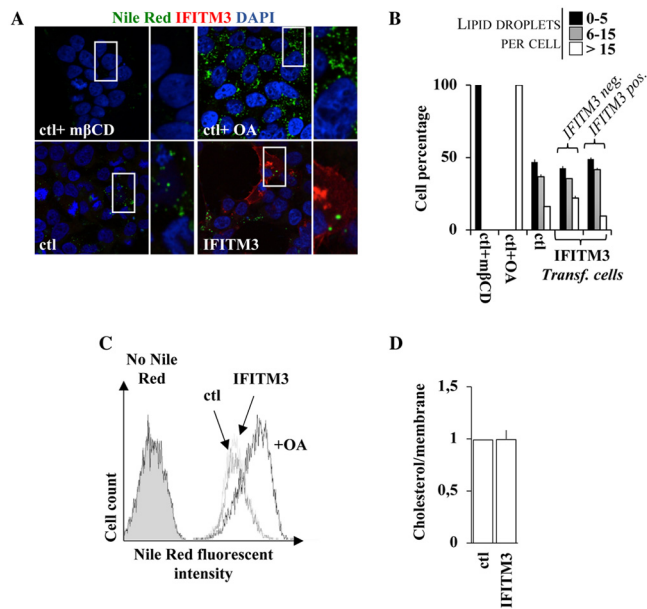 A
Nile Red IFITM3 DAPI
ctl+ mβCD
ctl+ OA
ctl
IFITM3
B
LIPID DROPLETS
PER CELL
0-5
6-15
> 15
Cell percentage
100
50
0
IFITM3 neg.
IFITM3 pos.
ctl+mβCD
ctl+OA
ctl
IFITM3
Transf. cells
C
No Nile
Red
ctl
IFITM3
+OA
Cell count
Nile Red fluorescent
intensity
D
Cholesterol/membrane
1,5
1
0,5
0
ctl
IFITM3